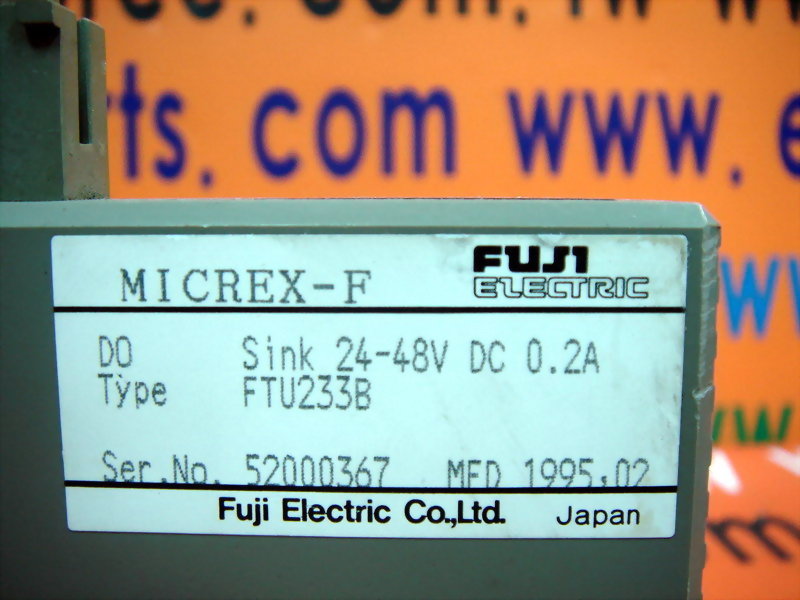 ts. com www. e
MICREX-F
FUJI
ELECTRIC
DO Sink 24-48V DC 0.2A
Type FTU233B
Ser.No. 52000367 MFD 1995.02
Fuji Electric Co.,Ltd. Japan